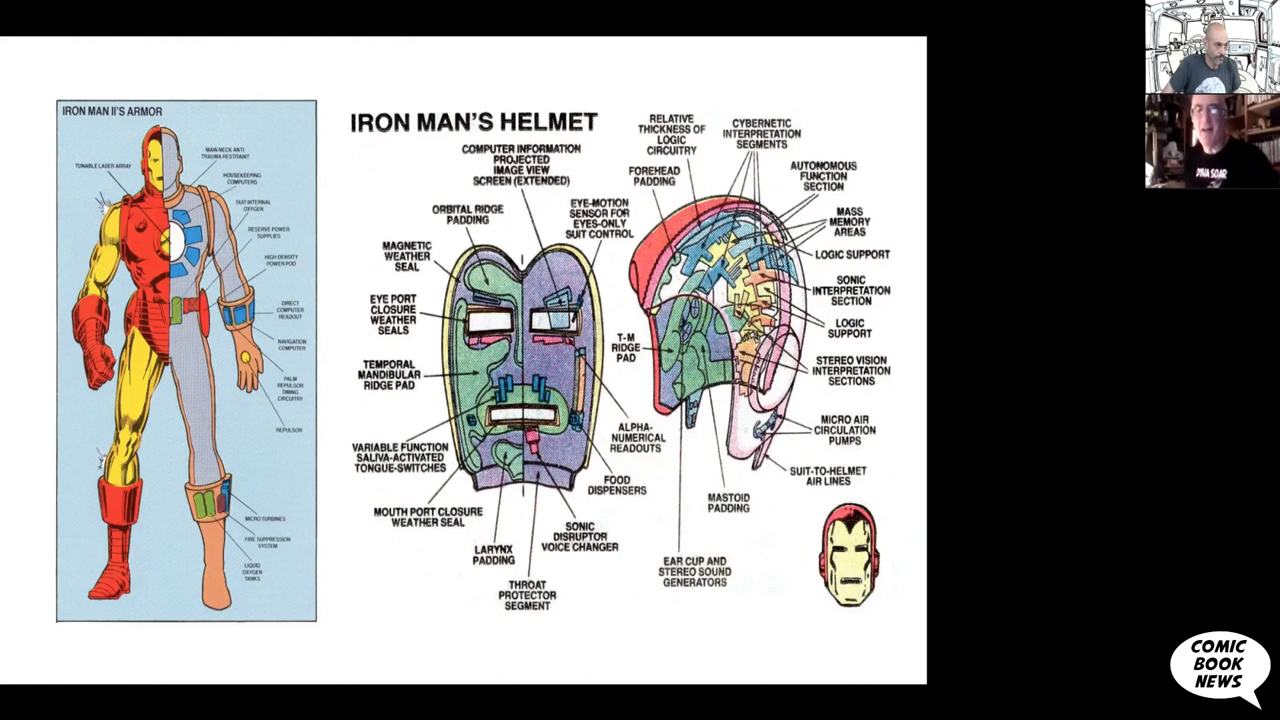 IRON MAN II'S ARMOR
TUNABLE LASER ARRAY
MAIN NECK ANTI
TRAUMA RESTRAINT
HOUSEKEEPING
COMPUTERS
SUIT INTERNAL
OXYGEN
RESERVE POWER
SUPPLIES
HIGH DENSITY
POWER POD
DIRECT
COMPUTER
READOUT
NAVIGATION
COMPUTER
PALM
REPULSOR
TIMING
CIRCUITRY
REPULSOR
MICRO TURBINES
FIRE SUPPRESSION
SYSTEM
LIQUID
OXYGEN
TANKS
IRON MAN'S HELMET
COMPUTER INFORMATION
PROJECTED
IMAGE VIEW
SCREEN (EXTENDED)
ORBITAL RIDGE
PADDING
EYE-MOTION
SENSOR FOR
EYES-ONLY
SUIT CONTROL
MAGNETIC
WEATHER
SEAL
EYE PORT
CLOSURE
WEATHER
SEALS
TEMPORAL
MANDIBULAR
RIDGE PAD
VARIABLE FUNCTION
SALIVA-ACTIVATED
TONGUE-SWITCHES
MOUTH PORT CLOSURE
WEATHER SEAL
LARYNX
PADDING
THROAT
PROTECTOR
SEGMENT
SONIC
DISRUPTOR
VOICE CHANGER
FOOD
DISPENSERS
ALPHA-
NUMERICAL
READOUTS
T-M
RIDGE
PAD
RELATIVE
THICKNESS OF
LOGIC
CIRCUITRY
FOREHEAD
PADDING
CYBERNETIC
INTERPRETATION
SEGMENTS
AUTONOMOUS
FUNCTION
SECTION
MASS
MEMORY
AREAS
LOGIC SUPPORT
SONIC
INTERPRETATION
SECTION
LOGIC
SUPPORT
STEREO VISION
INTERPRETATION
SECTIONS
MICRO AIR
CIRCULATION
PUMPS
SUIT-TO-HELMET
AIR LINES
MASTOID
PADDING
EAR CUP AND
STEREO SOUND
GENERATORS
DYNA SOAR
COMIC
BOOK
NEWS